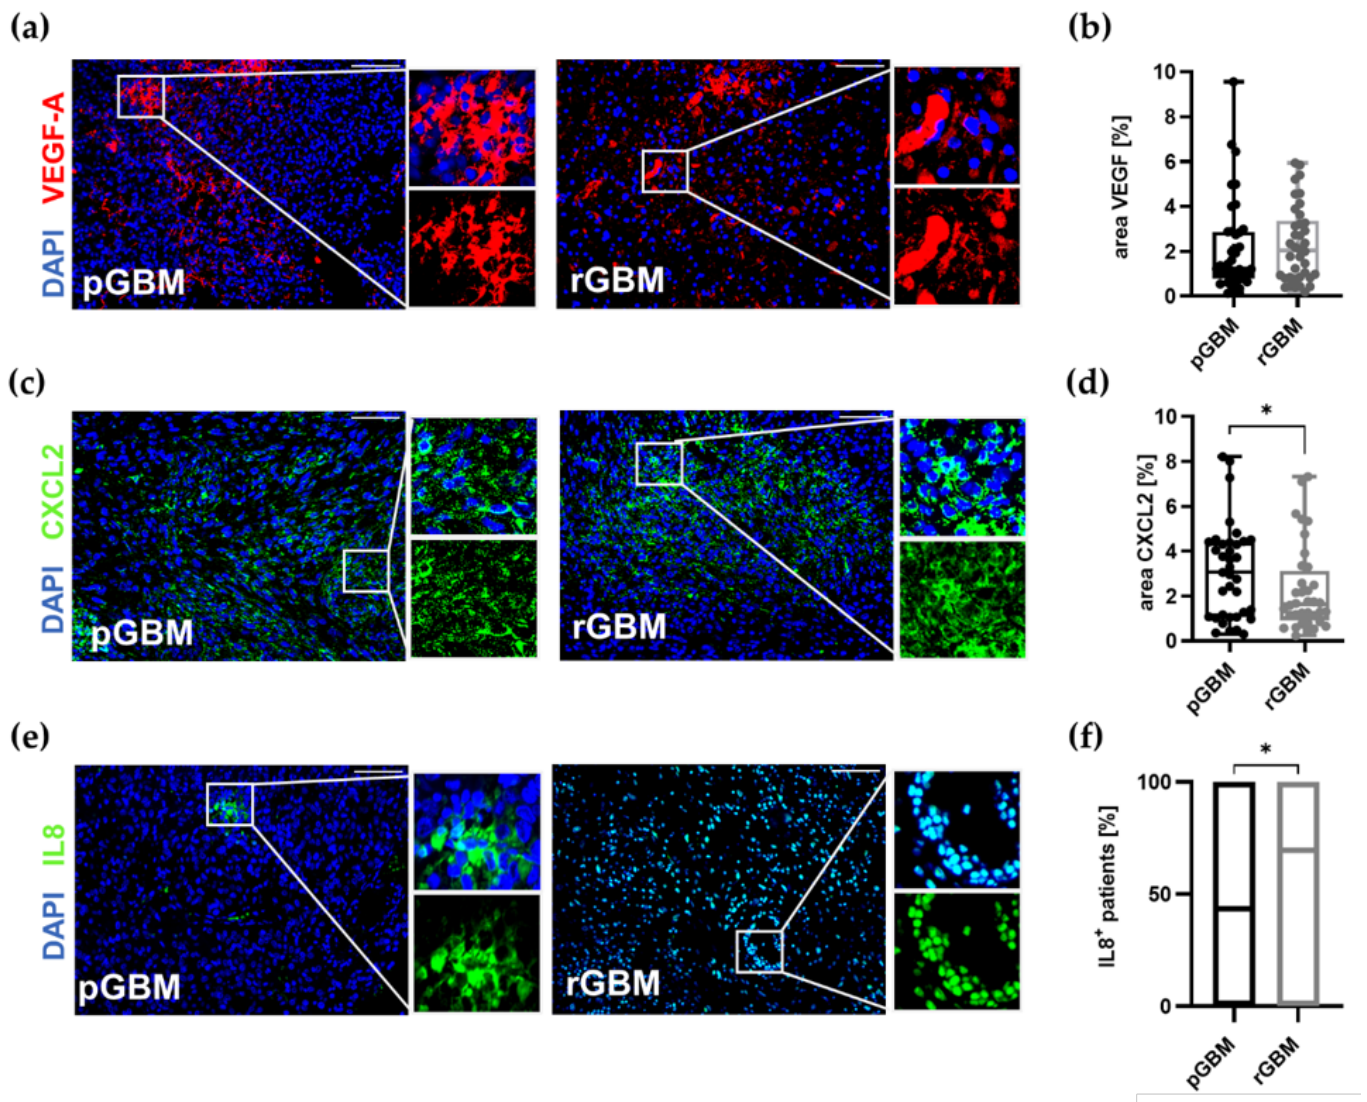 (a)
DAPI VEGF-A
pGBM
rGBM
(b)
area VEGF [%]
10
8
6
4
2
0
pGBM
rGBM
(c)
DAPI CXCL2
pGBM
rGBM
(d)
area CXCL2 [%]
10
8
6
4
2
0
*
pGBM
rGBM
(e)
DAPI IL8
pGBM
rGBM
(f)
IL8+ patients [%]
100
50
0
*
pGBM
rGBM